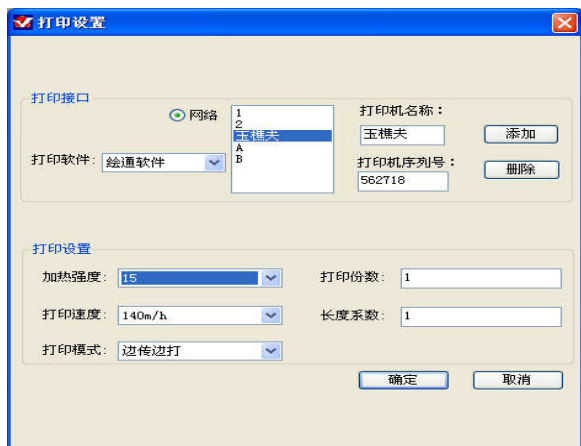 打印设置
打印接口
网络
1
2
玉樵夫
A
B
打印机名称：
玉樵夫
添加
打印软件：
绘通软件
打印机序列号：
562718
删除
打印设置
加热强度：
15
打印份数：
1
打印速度：
140m/h
长度系数：
1
打印模式：
边传边打
确定
取消